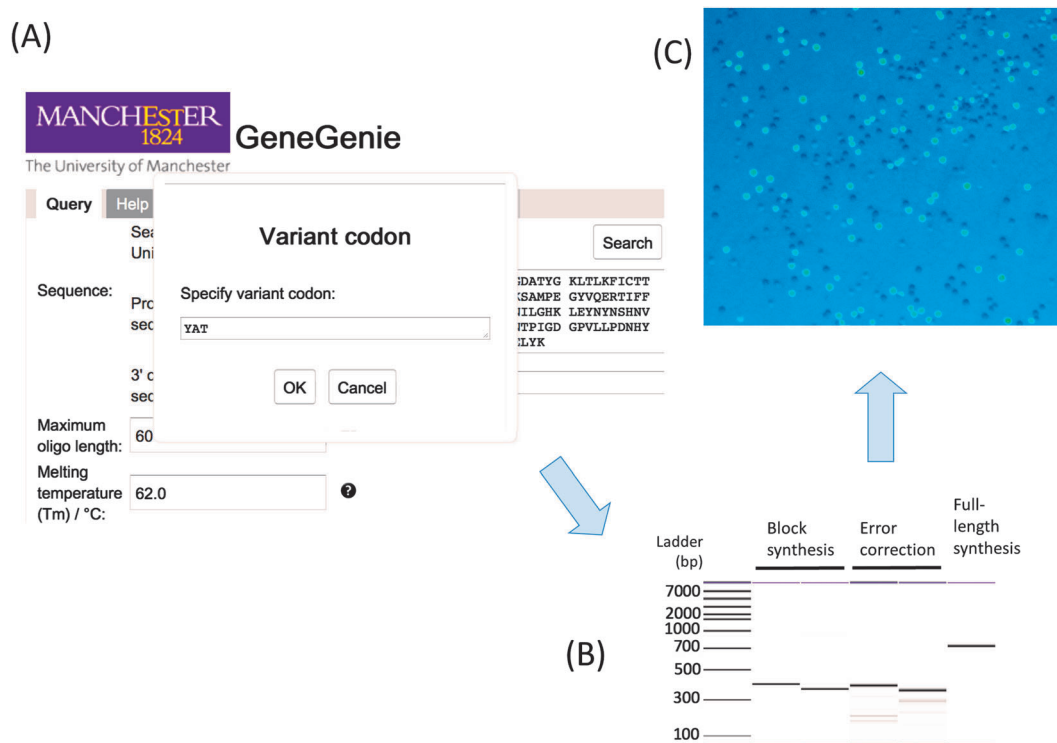 (A)
MANCHESTER
1824
The University of Manchester
GeneGenie
Query Help
Variant codon
Search
Sequence:
GDATYG KLTLKFICTT
KSAMPE GYVQERTIFF
NILGHK LEYNYNSHNV
NTPIGD GPVLLPDNHY
ELYK
Specify variant codon:
YAT
OK Cancel
Maximum
oligo length: 60
Melting
temperature
(Tm) / °C:
62.0
?
(C)
(B)
Ladder
(bp)
Block
synthesis
Error
correction
Full-
length
synthesis
7000
2000
1000
700
500
300
100